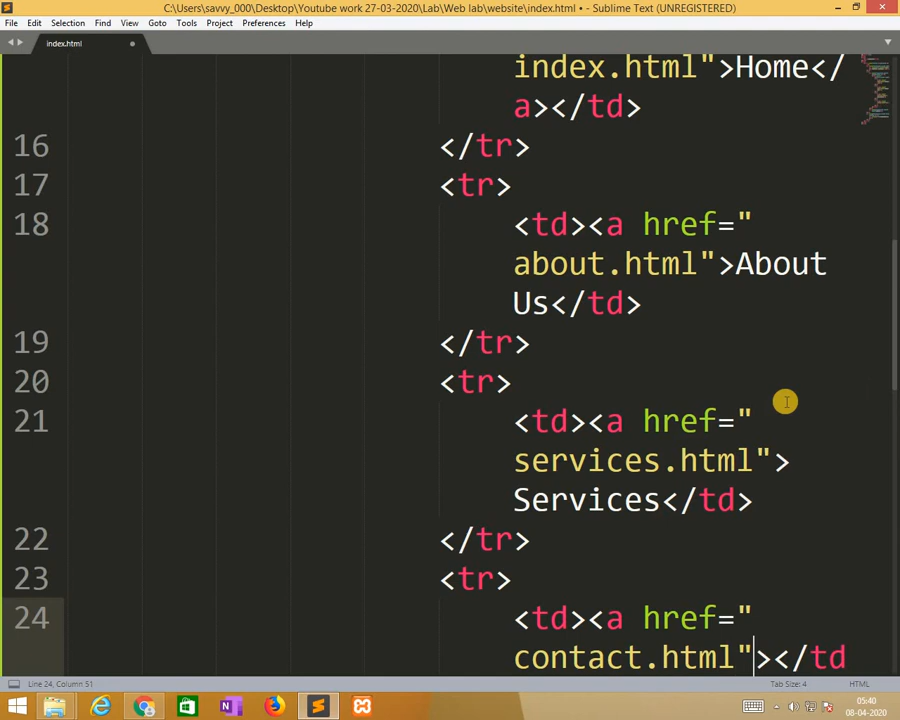 C:\Users\savvy_000\Desktop\Youtube work 27-03-2020\Lab\Web lab\website\index.html • - Sublime Text (UNREGISTERED)
File Edit Selection Find View Goto Tools Project Preferences Help
index.html
index.html">Home</
a></td>
16 </tr>
17 <tr>
18 <td><a href="
about.html">About
Us</td>
19 </tr>
20 <tr>
21 <td><a href="
services.html">
Services</td>
22 </tr>
23 <tr>
24 <td><a href="
contact.html"></td
Line 24, Column 51 Tab Size: 4 HTML
05:40
08-04-2020